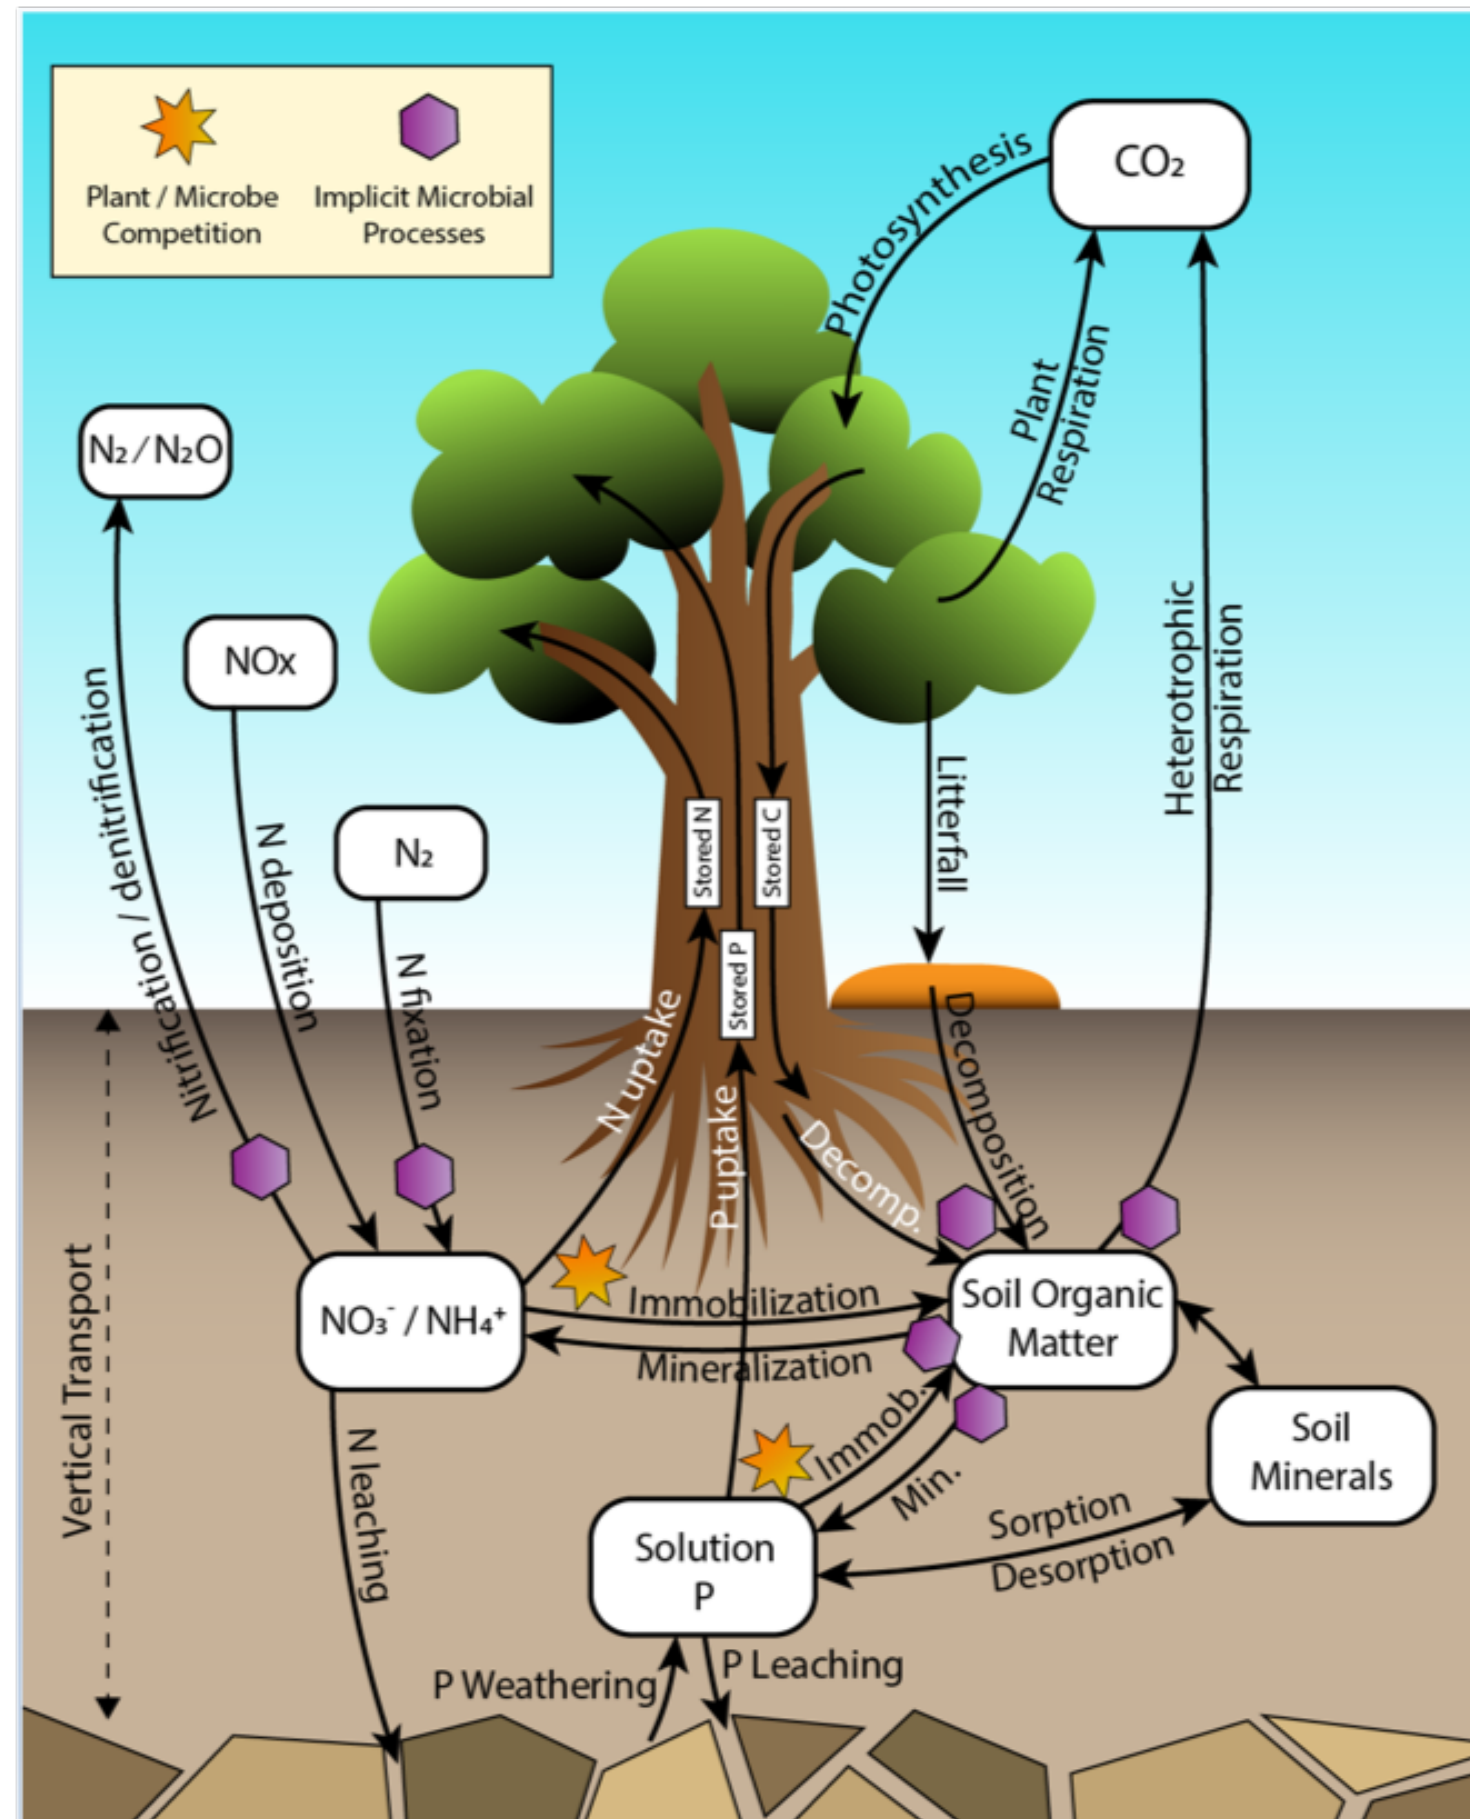 Plant / Microbe
Competition
Implicit Microbial
Processes
CO₂
Photosynthesis
Plant
Respiration
Heterotrophic
Respiration
N₂ / N₂O
NOx
N₂
Nitrification / denitrification
N deposition
N fixation
Stored N
Stored C
Stored P
Litterfall
N uptake
P uptake
Decomp.
Decomposition
Vertical Transport
NO₃⁻ / NH₄⁺
Immobilization
Mineralization
Soil Organic
Matter
Immob.
Min.
Soil
Minerals
N leaching
Solution
P
Sorption
Desorption
P Weathering
P Leaching